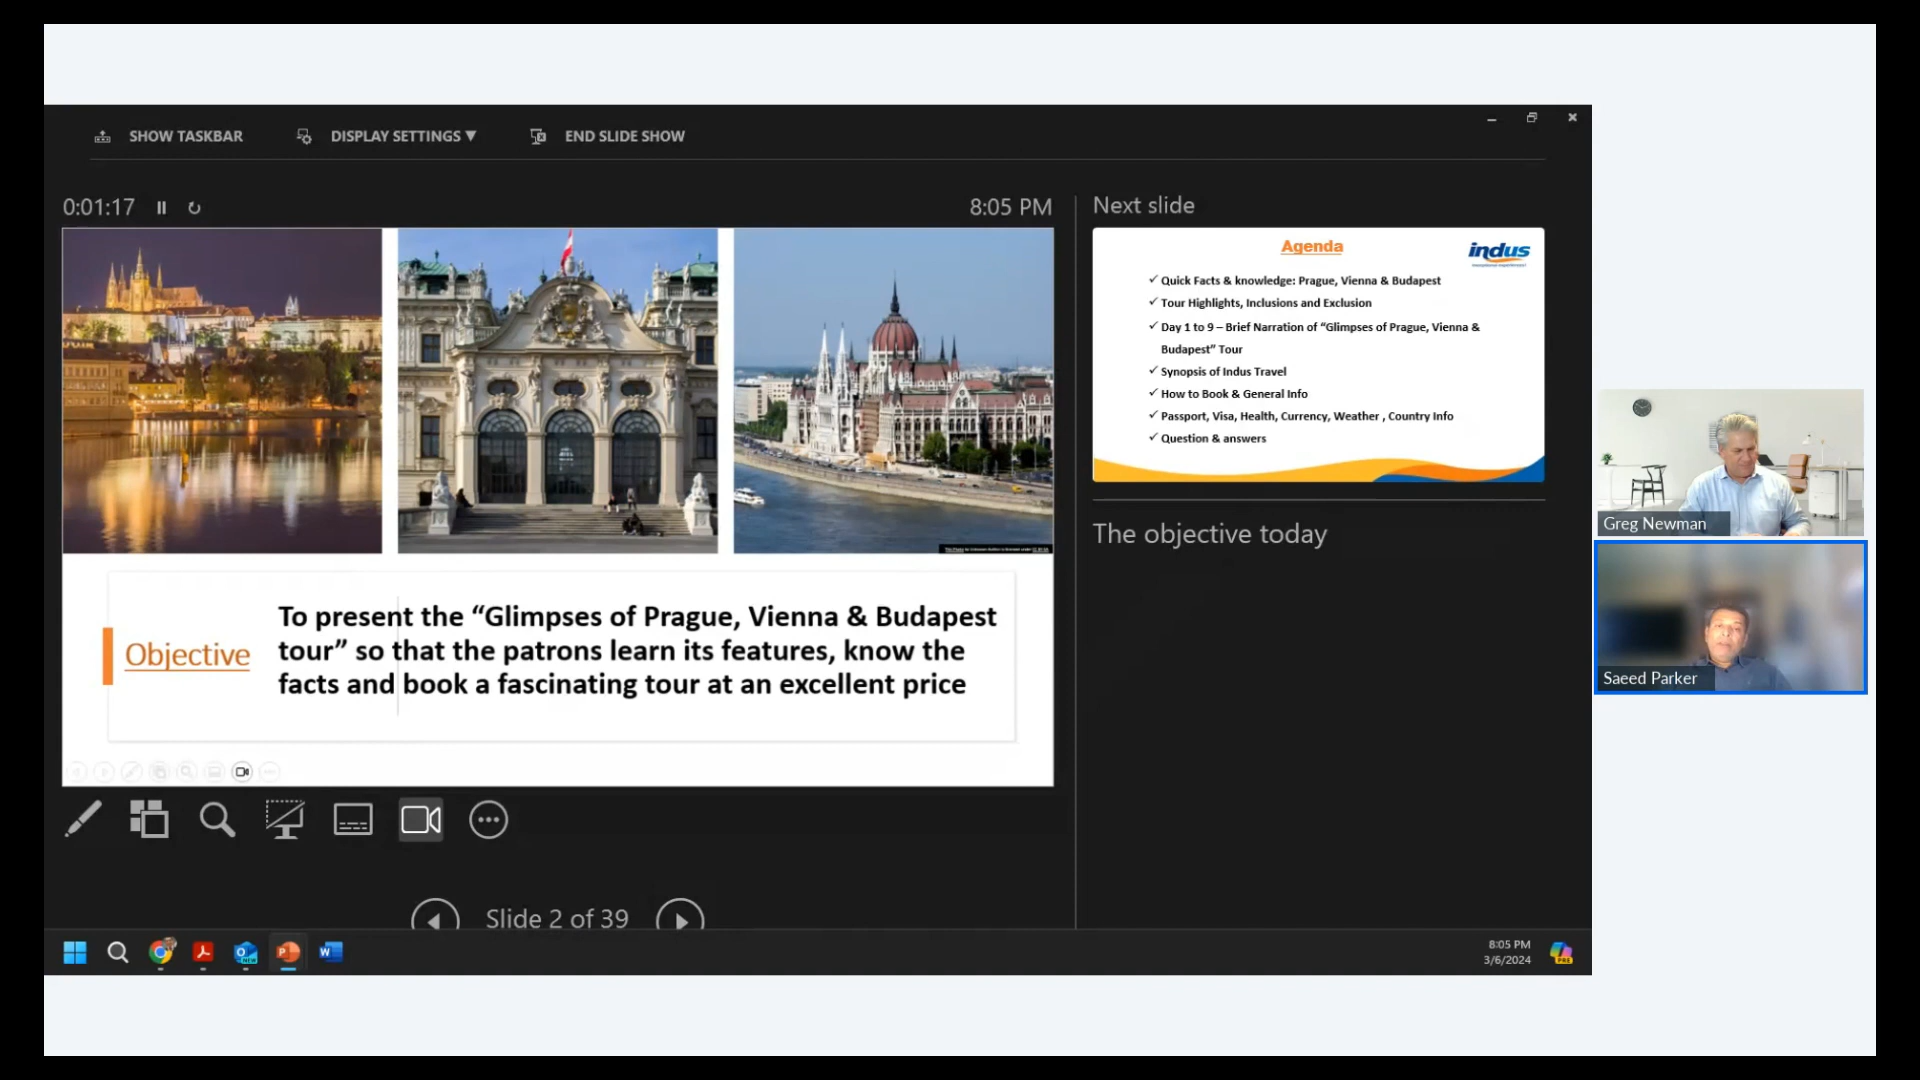 SHOW TASKBAR
DISPLAY SETTINGS ▼
END SLIDE SHOW
0:01:17
8:05 PM
Next slide
Objective
To present the “Glimpses of Prague, Vienna & Budapest
tour” so that the patrons learn its features, know the
facts and book a fascinating tour at an excellent price
Agenda
indus
✓ Quick Facts & knowledge: Prague, Vienna & Budapest
✓ Tour Highlights, Inclusions and Exclusion
✓ Day 1 to 9 – Brief Narration of “Glimpses of Prague, Vienna &
Budapest” Tour
✓ Synopsis of Indus Travel
✓ How to Book & General Info
✓ Passport, Visa, Health, Currency, Weather , Country Info
✓ Question & answers
The objective today
Greg Newman
Saeed Parker
Slide 2 of 39
8:05 PM
3/6/2024